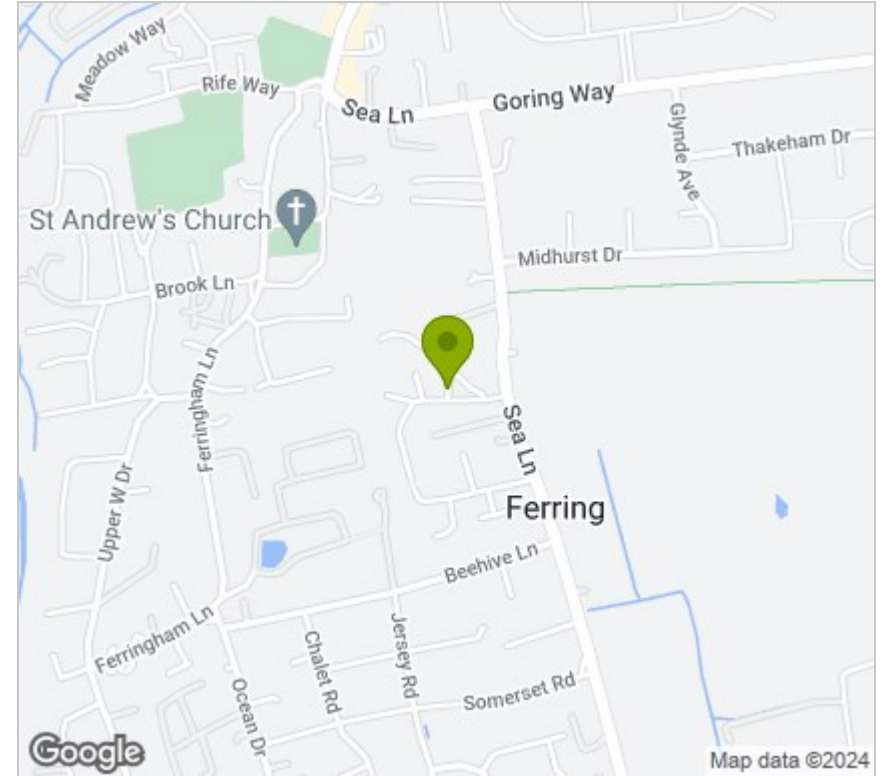 Meadow Way
Rife Way
Sea Ln
Goring Way
Glynde Ave
Thakeham Dr
St Andrew's Church
Midhurst Dr
Brook Ln
Ferringham Ln
Sea Ln
Upper W Dr
Ferring
Beehive Ln
Ferringham Ln
Chalet Rd
Jersey Rd
Somerset Rd
Ocean Dr
Google
Map data ©2024